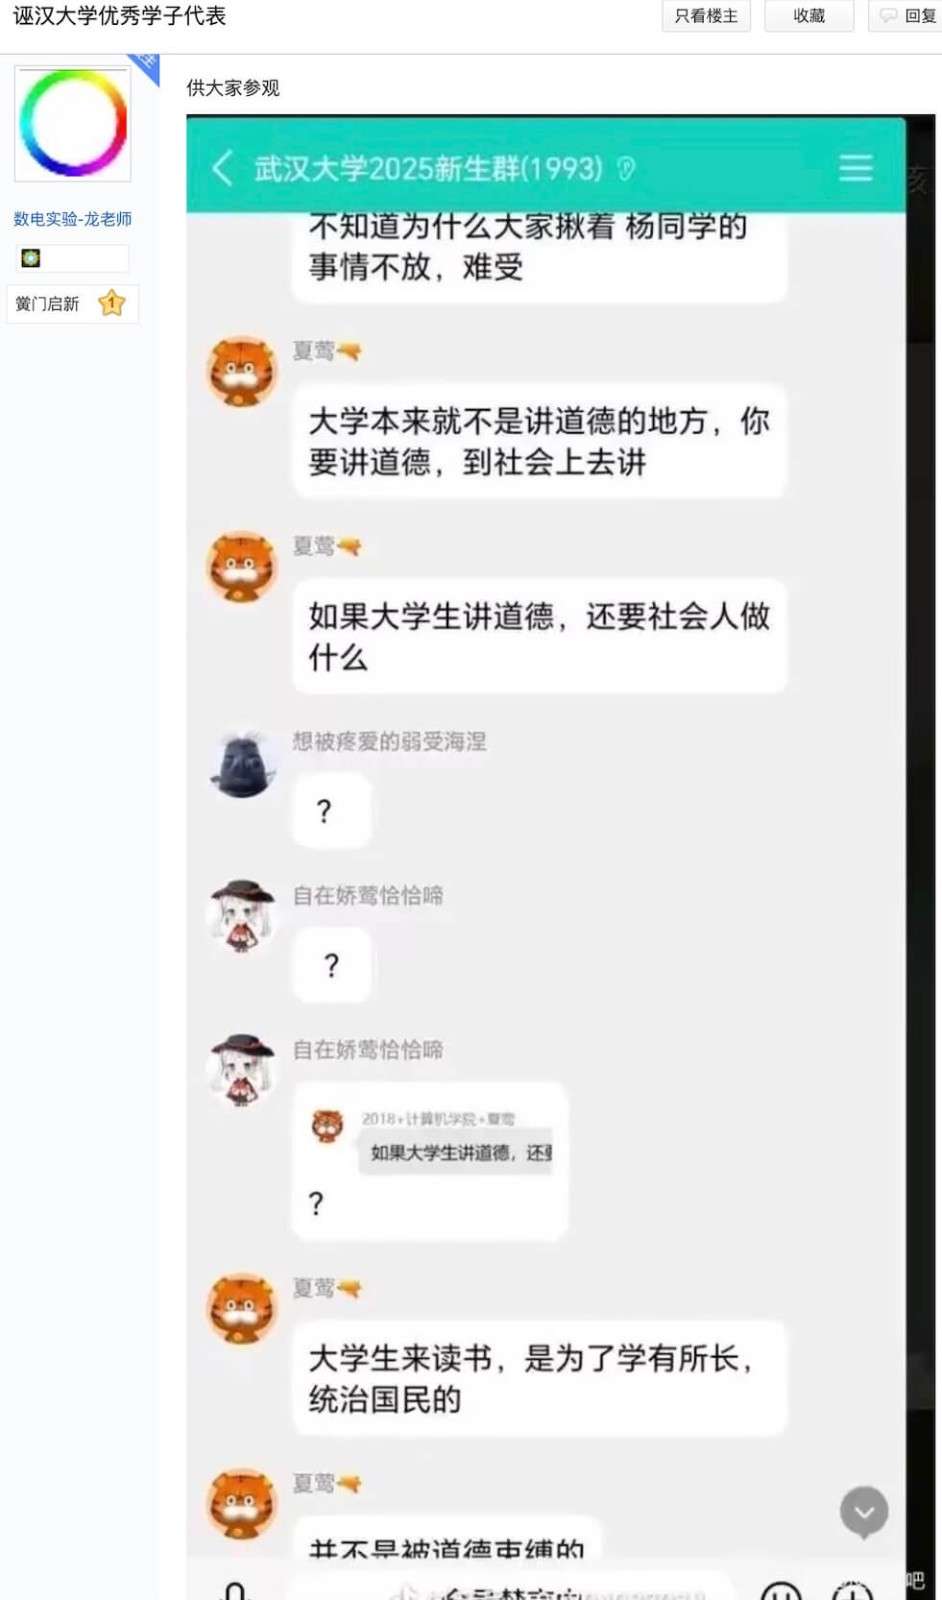 诬汉大学优秀学子代表
只看楼主
收藏
回复
数电实验-龙老师
黉门启新
1
供大家参观
武汉大学2025新生群(1993)
不知道为什么大家揪着 杨同学的
事情不放，难受
夏莺
大学本来就不是讲道德的地方，你
要讲道德，到社会上去讲
夏莺
如果大学生讲道德，还要社会人做
什么
想被疼爱的弱受海涅
?
自在娇莺恰恰啼
?
自在娇莺恰恰啼
2018+计算机学院+夏莺
如果大学生讲道德，还
?
夏莺
大学生来读书，是为了学有所长，
统治国民的
夏莺
并不是被道德束缚的
吧